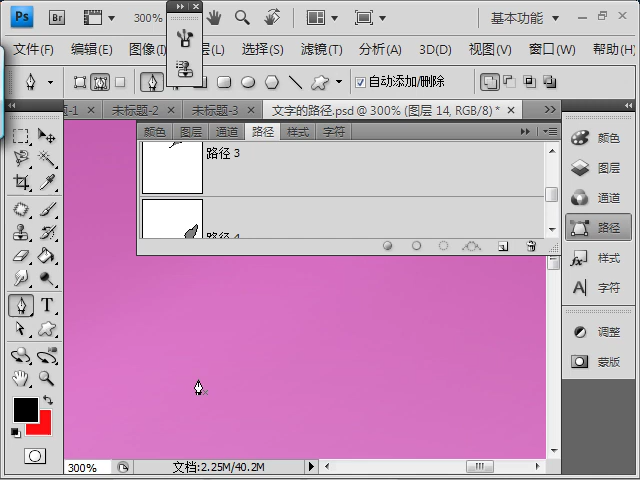 Ps Br 300% 基本功能
文件(F) 编辑(E) 图像(I) 层(L) 选择(S) 滤镜(T) 分析(A) 3D(D) 视图(V) 窗口(W) 帮助(H)
自动添加/删除
-1 × 未标题-2 × 未标题-3 × 文字的路径.psd @ 300% (图层 14, RGB/8) * ×
颜色 图层 通道 路径 样式 字符
路径 3
路径 4
颜色
图层
通道
路径
样式
字符
调整
蒙版
300% 文档:2.25M/40.2M